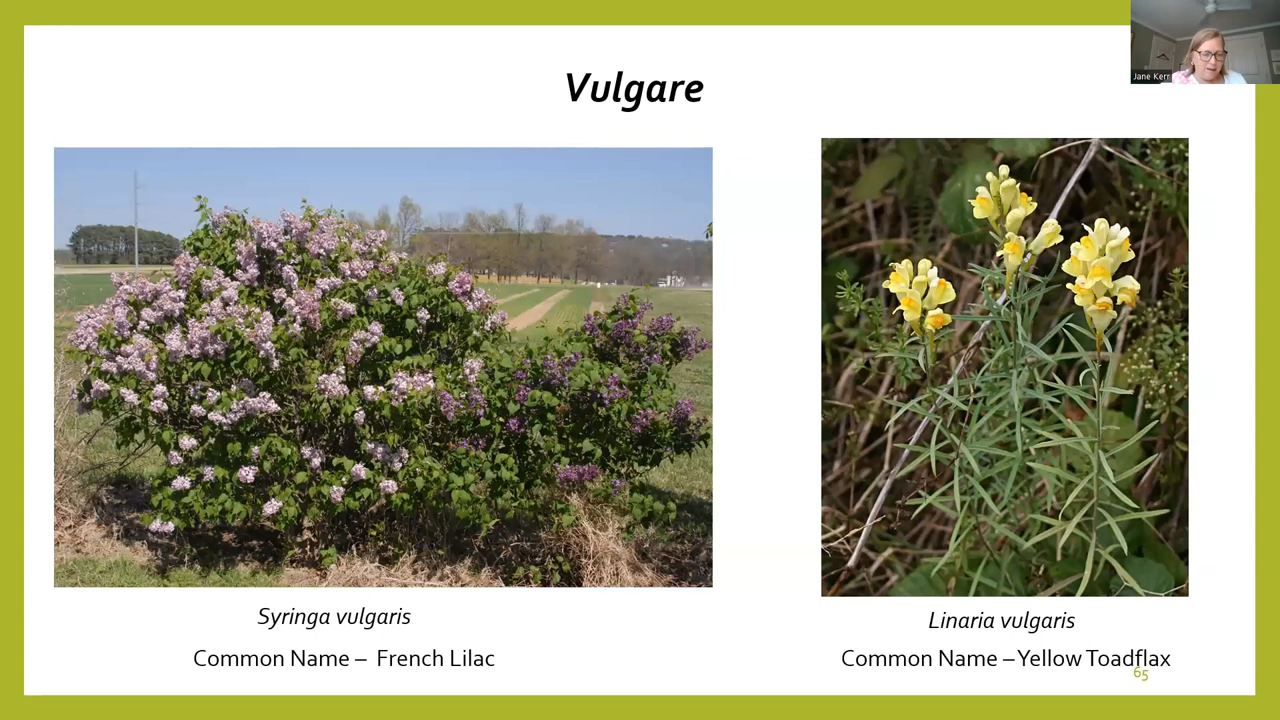 Vulgare
Jane Kerr
Syringa vulgaris
Common Name – French Lilac
Linaria vulgaris
Common Name – Yellow Toadflax
65